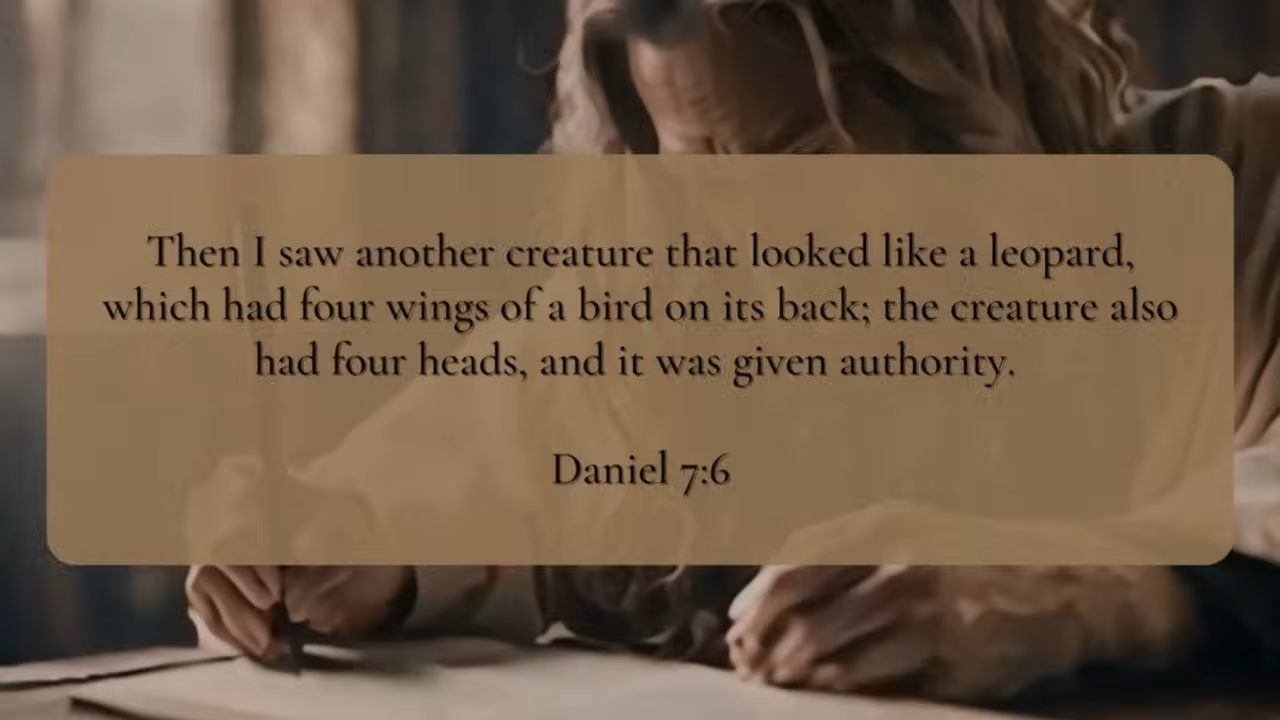 Then I saw another creature that looked like a leopard,
which had four wings of a bird on its back; the creature also
had four heads, and it was given authority.
Daniel 7:6